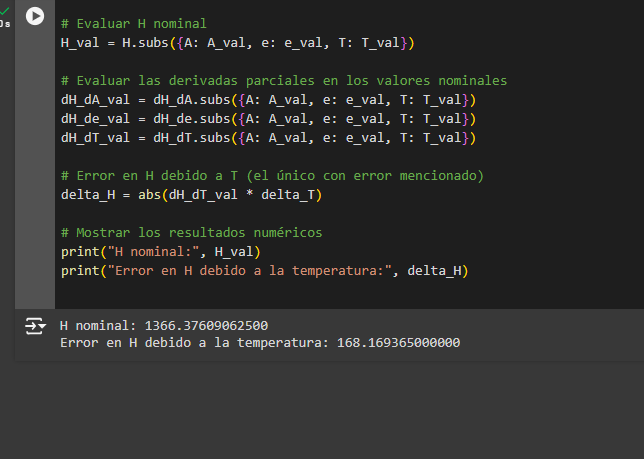 0s
# Evaluar H nominal
H_val = H.subs({A: A_val, e: e_val, T: T_val})
# Evaluar las derivadas parciales en los valores nominales
dH_dA_val = dH_dA.subs({A: A_val, e: e_val, T: T_val})
dH_de_val = dH_de.subs({A: A_val, e: e_val, T: T_val})
dH_dT_val = dH_dT.subs({A: A_val, e: e_val, T: T_val})
# Error en H debido a T (el único con error mencionado)
delta_H = abs(dH_dT_val * delta_T)
# Mostrar los resultados numéricos
print("H nominal:", H_val)
print("Error en H debido a la temperatura:", delta_H)
H nominal: 1366.37609062500
Error en H debido a la temperatura: 168.169365000000